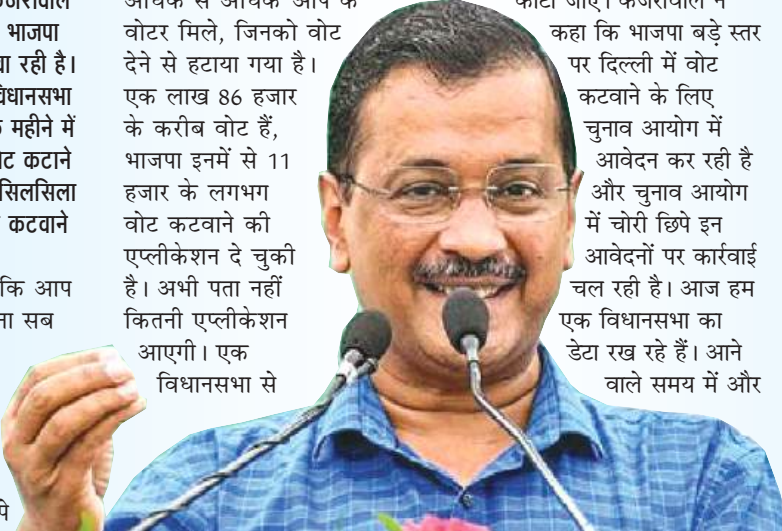 भाजपा
रही है।
महीने में
सिलसिला
कटवाने
कि आप
सब
अधिक से अधिक आप के
वोटर मिले, जिनको वोट
देने से हटाया गया है।
एक लाख 86 हजार
के करीब वोट हैं,
भाजपा इनमें से 11
हजार के लगभग
वोट कटवाने की
एप्लीकेशन दे चुकी
है। अभी पता नहीं
कितनी एप्लीकेशन
आएगी। एक
विधानसभा से
काटा जाए। केजरीवाल ने
कहा कि भाजपा बड़े स्तर
पर दिल्ली में वोट
कटवाने के लिए
चुनाव आयोग में
आवेदन कर रही है
और चुनाव आयोग
में चोरी छिपे इन
आवेदनों पर कार्रवाई
चल रही है। आज हम
एक विधानसभा का
डेटा रख रहे हैं। आने
वाले समय में और